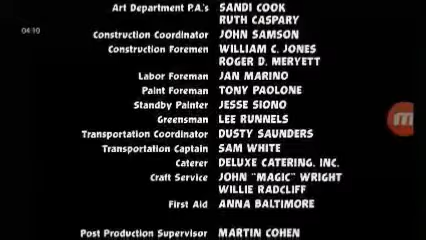 Art Department P.A.'s SANDI COOK
RUTH CASPARY
04:10
Construction Coordinator JOHN SAMSON
Construction Foremen WILLIAM C. JONES
ROGER D. MERYETT
Labor Foreman JAN MARINO
Paint Foreman TONY PAOLONE
Standby Painter JESSE SIONO
Greensman LEE RUNNELS
Transportation Coordinator DUSTY SAUNDERS
Transportation Captain SAM WHITE
Caterer DELUXE CATERING, INC.
Craft Service JOHN "MAGIC" WRIGHT
WILLIE RADCLIFF
First Aid ANNA BALTIMORE
Post Production Supervisor MARTIN COHEN